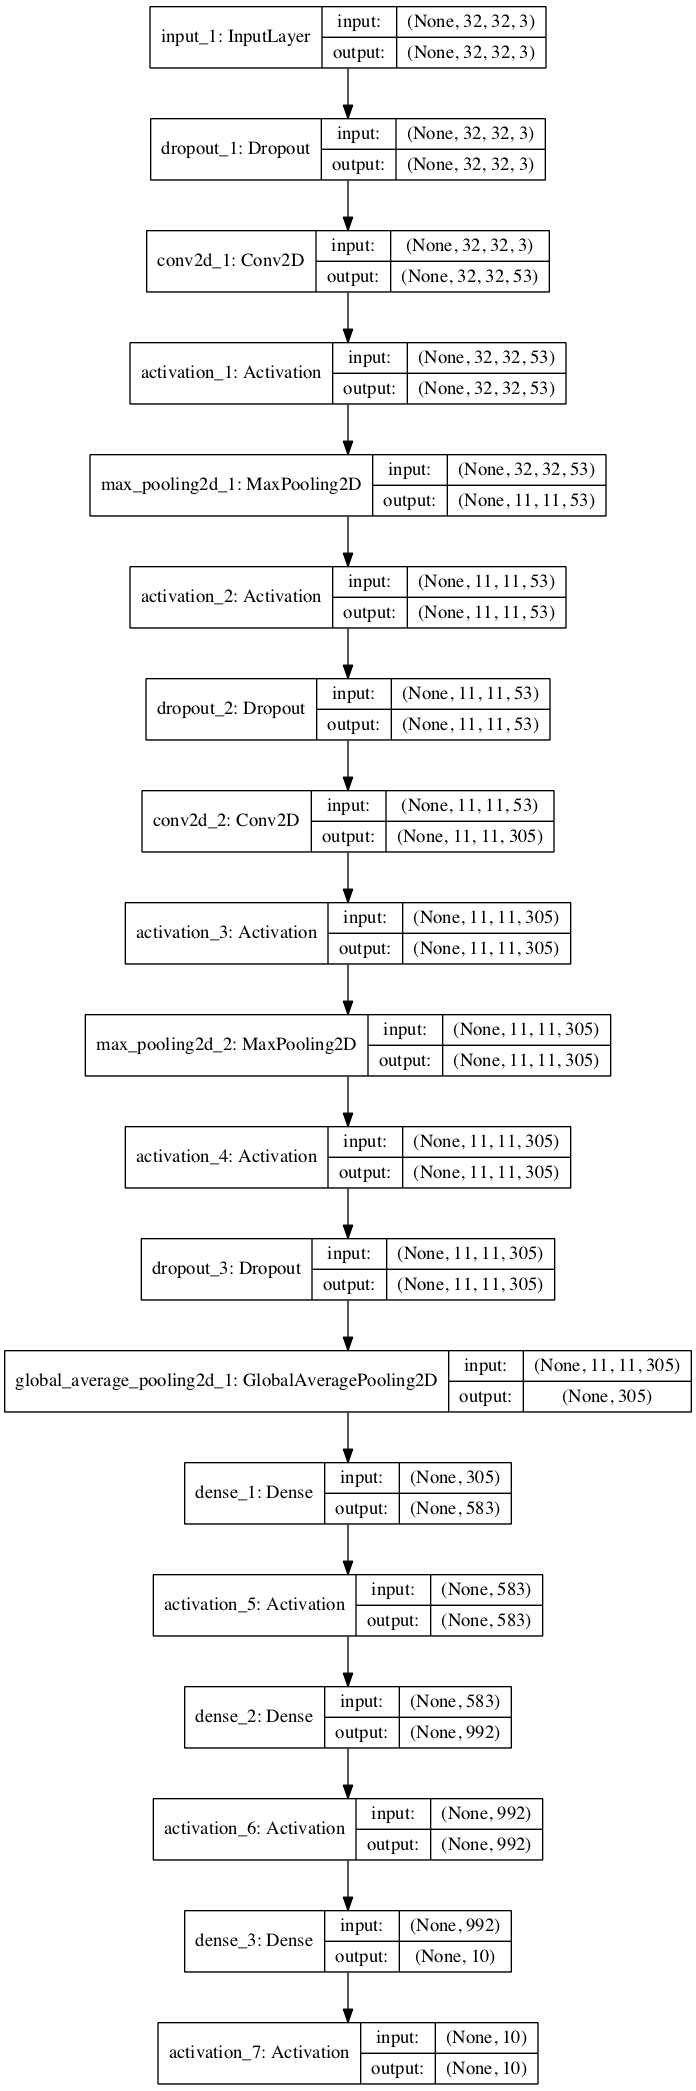 input_1: InputLayer
input: (None, 32, 32, 3)
output: (None, 32, 32, 3)
dropout_1: Dropout
input: (None, 32, 32, 3)
output: (None, 32, 32, 3)
conv2d_1: Conv2D
input: (None, 32, 32, 3)
output: (None, 32, 32, 53)
activation_1: Activation
input: (None, 32, 32, 53)
output: (None, 32, 32, 53)
max_pooling2d_1: MaxPooling2D
input: (None, 32, 32, 53)
output: (None, 11, 11, 53)
activation_2: Activation
input: (None, 11, 11, 53)
output: (None, 11, 11, 53)
dropout_2: Dropout
input: (None, 11, 11, 53)
output: (None, 11, 11, 53)
conv2d_2: Conv2D
input: (None, 11, 11, 53)
output: (None, 11, 11, 305)
activation_3: Activation
input: (None, 11, 11, 305)
output: (None, 11, 11, 305)
max_pooling2d_2: MaxPooling2D
input: (None, 11, 11, 305)
output: (None, 11, 11, 305)
activation_4: Activation
input: (None, 11, 11, 305)
output: (None, 11, 11, 305)
dropout_3: Dropout
input: (None, 11, 11, 305)
output: (None, 11, 11, 305)
global_average_pooling2d_1: GlobalAveragePooling2D
input: (None, 11, 11, 305)
output: (None, 305)
dense_1: Dense
input: (None, 305)
output: (None, 583)
activation_5: Activation
input: (None, 583)
output: (None, 583)
dense_2: Dense
input: (None, 583)
output: (None, 992)
activation_6: Activation
input: (None, 992)
output: (None, 992)
dense_3: Dense
input: (None, 992)
output: (None, 10)
activation_7: Activation
input: (None, 10)
output: (None, 10)